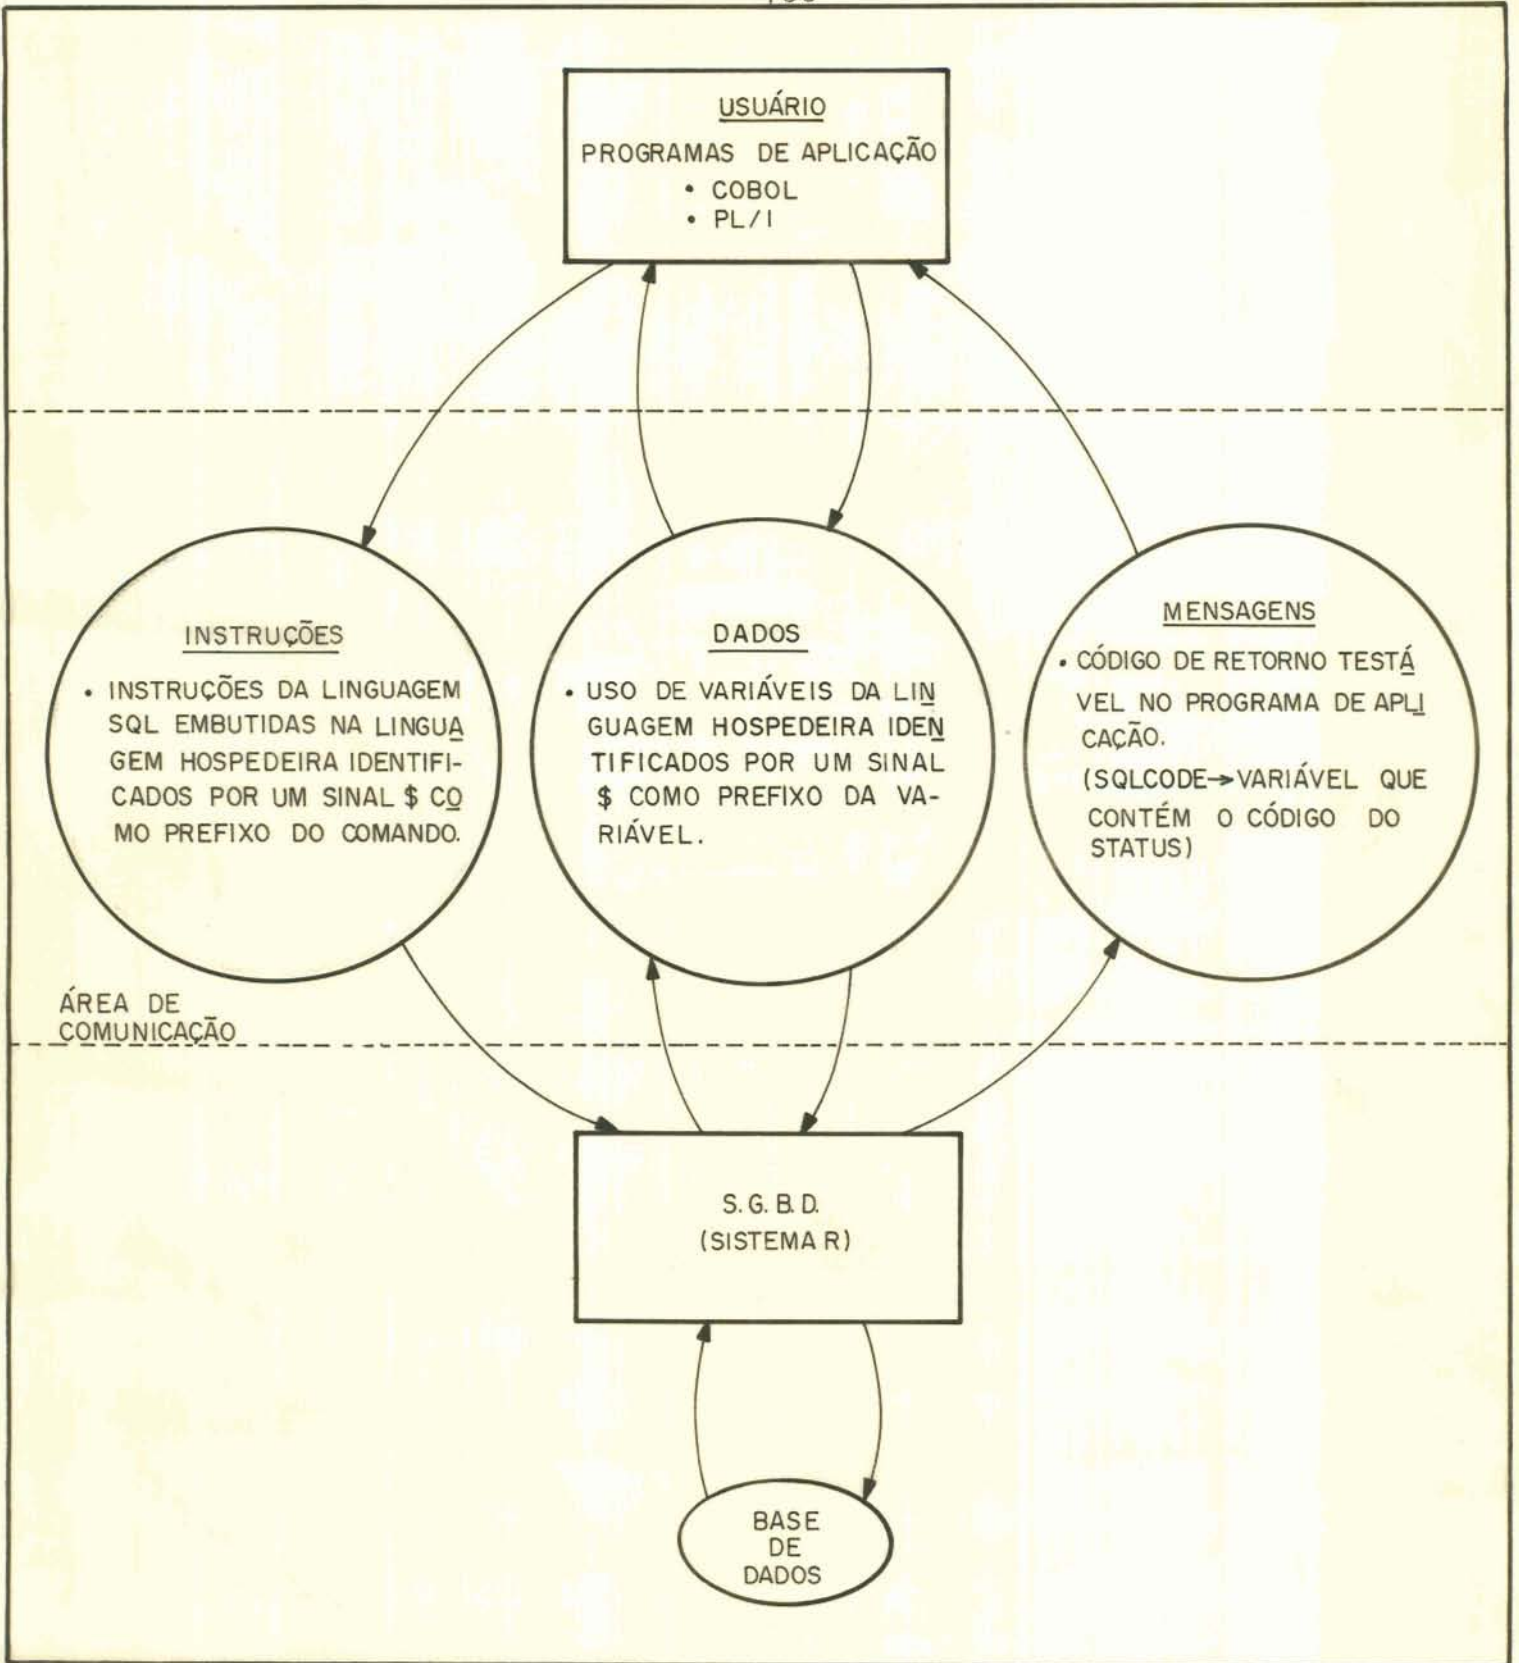 USUÁRIO
PROGRAMAS DE APLICAÇÃO
• COBOL
• PL/I
INSTRUÇÕES
• INSTRUÇÕES DA LINGUAGEM
SQL EMBUTIDAS NA LINGUA
GEM HOSPEDEIRA IDENTIFI-
CADOS POR UM SINAL $ CO
MO PREFIXO DO COMANDO.
DADOS
• USO DE VARIÁVEIS DA LIN
GUAGEM HOSPEDEIRA IDEN
TIFICADOS POR UM SINAL
$ COMO PREFIXO DA VA-
RIÁVEL.
MENSAGENS
• CÓDIGO DE RETORNO TESTÁ
VEL NO PROGRAMA DE APLI
CAÇÃO.
(SQLCODE→VARIÁVEL QUE
CONTÉM O CÓDIGO DO
STATUS)
ÁREA DE
COMUNICAÇÃO
S.G.B.D.
(SISTEMA R)
BASE
DE
DADOS